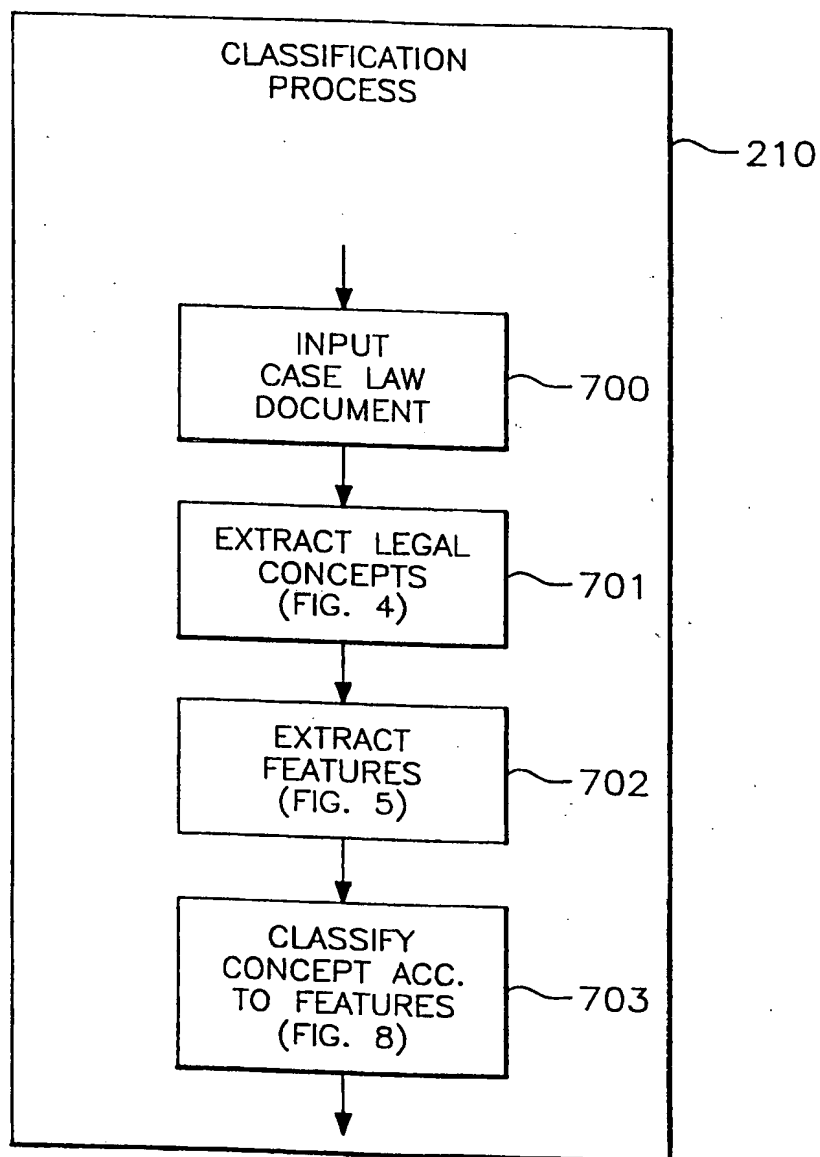 CLASSIFICATION
PROCESS
210
INPUT
CASE LAW
DOCUMENT
700
EXTRACT LEGAL
CONCEPTS
(FIG. 4)
701
EXTRACT
FEATURES
(FIG. 5)
702
CLASSIFY
CONCEPT ACC.
TO FEATURES
(FIG. 8)
703